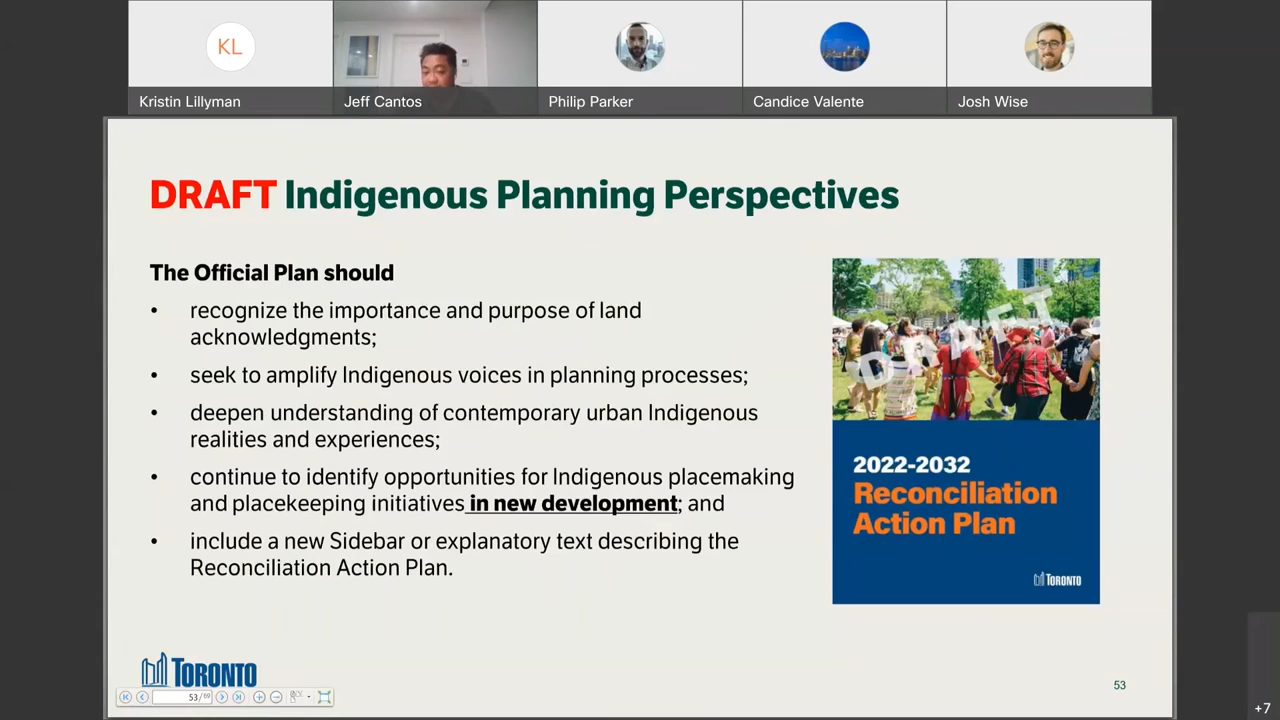 KL
Kristin Lillyman
Jeff Cantos
Philip Parker
Candice Valente
Josh Wise
DRAFT Indigenous Planning Perspectives
The Official Plan should
• recognize the importance and purpose of land
acknowledgments;
• seek to amplify Indigenous voices in planning processes;
• deepen understanding of contemporary urban Indigenous
realities and experiences;
• continue to identify opportunities for Indigenous placemaking
and placekeeping initiatives in new development; and
• include a new Sidebar or explanatory text describing the
Reconciliation Action Plan.
DRAFT
2022-2032
Reconciliation
Action Plan
TORONTO
TORONTO
53/69
53
+7